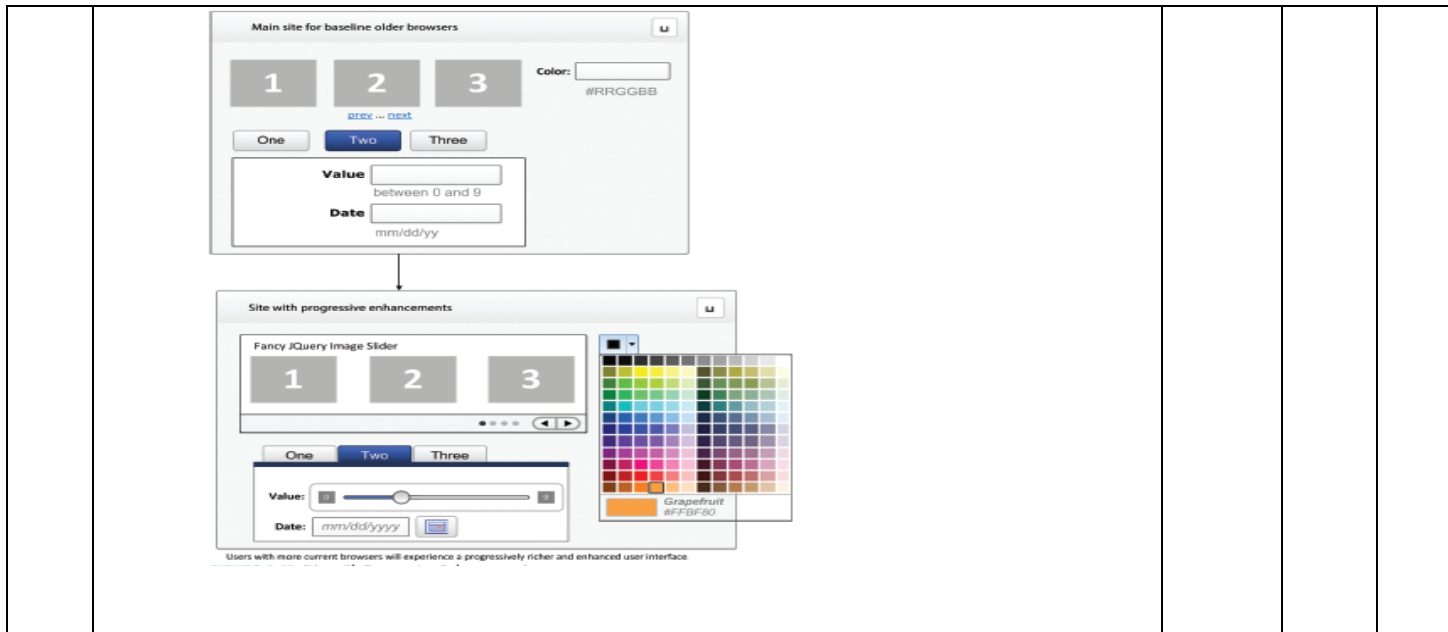 Main site for baseline older browsers
1 2 3
Color:
#RRGGBB
prev ... next
One Two Three
Value
between 0 and 9
Date
mm/dd/yy
Site with progressive enhancements
Fancy JQuery Image Slider
1 2 3
One Two Three
Value: 0 9
Date: mm/dd/yyyy
Grapefruit
#FFBF80
Users with more current browsers will experience a progressively richer and enhanced user interface.